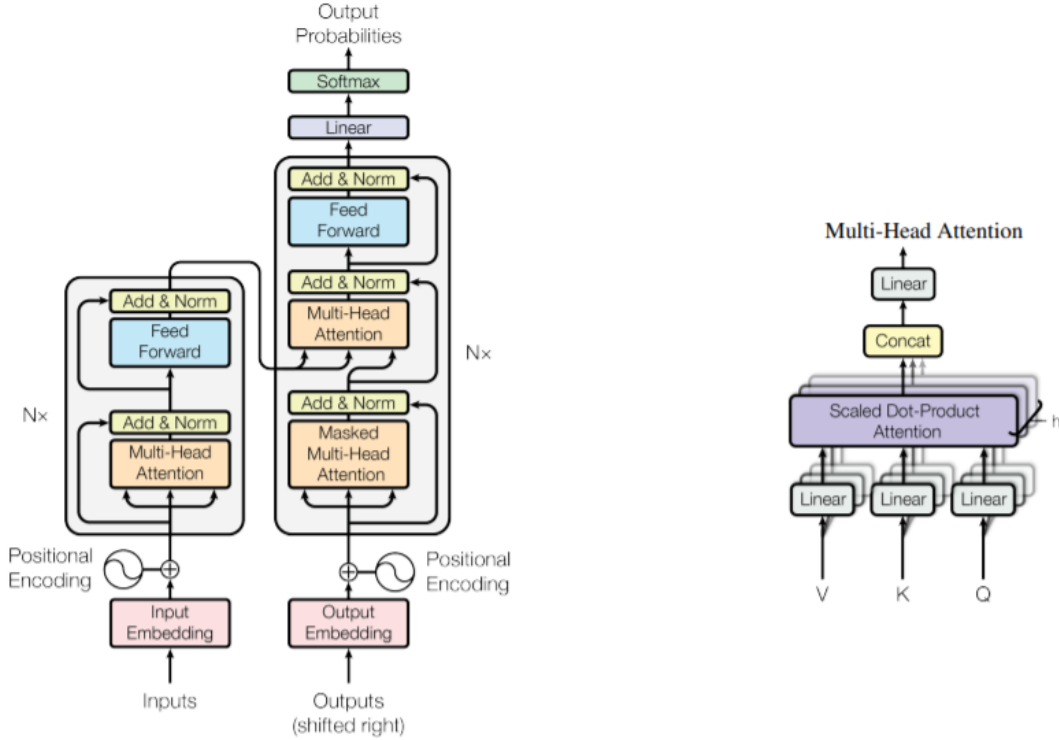 Output
Probabilities
Softmax
Linear
Add & Norm
Feed
Forward
Add & Norm
Multi-Head
Attention
Add & Norm
Masked
Multi-Head
Attention
N×
Add & Norm
Feed
Forward
Add & Norm
Multi-Head
Attention
N×
Positional
Encoding
Positional
Encoding
Input
Embedding
Output
Embedding
Inputs
Outputs
(shifted right)
Multi-Head Attention
Linear
Concat
Scaled Dot-Product
Attention
h
Linear
Linear
Linear
V
K
Q